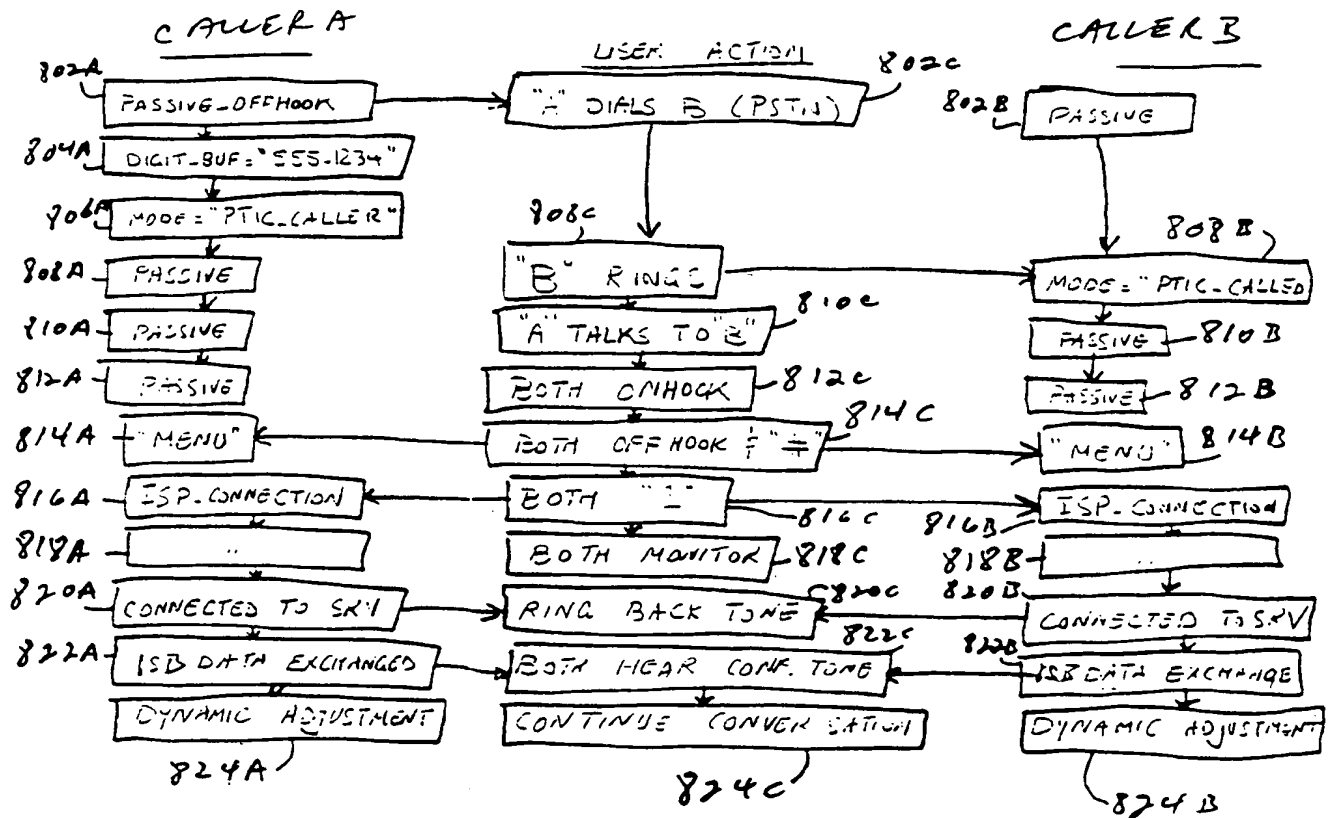 CALLER A
USER ACTION
CALLER B
802A
PASSIVE-OFFHOOK
"A" DIALS B (PSTN)
802C
802B
PASSIVE
804A
DIGIT-BUF="555-1234"
806A
MODE="PTIC_CALLER"
808C
808B
808A
PASSIVE
"B" RINGS
MODE="PTIC_CALLED
810A
PASSIVE
"A" TALKS TO "B"
810C
PASSIVE
810B
812A
PASSIVE
BOTH ONHOOK
812C
PASSIVE
812B
814A
"MENU"
BOTH OFFHOOK & "#"
814C
"MENU"
814B
816A
ISP_CONNECTION
BOTH "1"
816C
816B
ISP_CONNECTION
818A
..
BOTH MONITOR
818C
818B
...
820A
CONNECTED TO SRV
RING BACK TONE
820C
820B
CONNECTED TO SRV
822A
ISB DATA EXCHANGED
BOTH HEAR CONF. TONE
822C
822B
ISB DATA EXCHANGE
DYNAMIC ADJUSTMENT
CONTINUE CONVERSATION
DYNAMIC ADJUSTMENT
824A
824C
824B